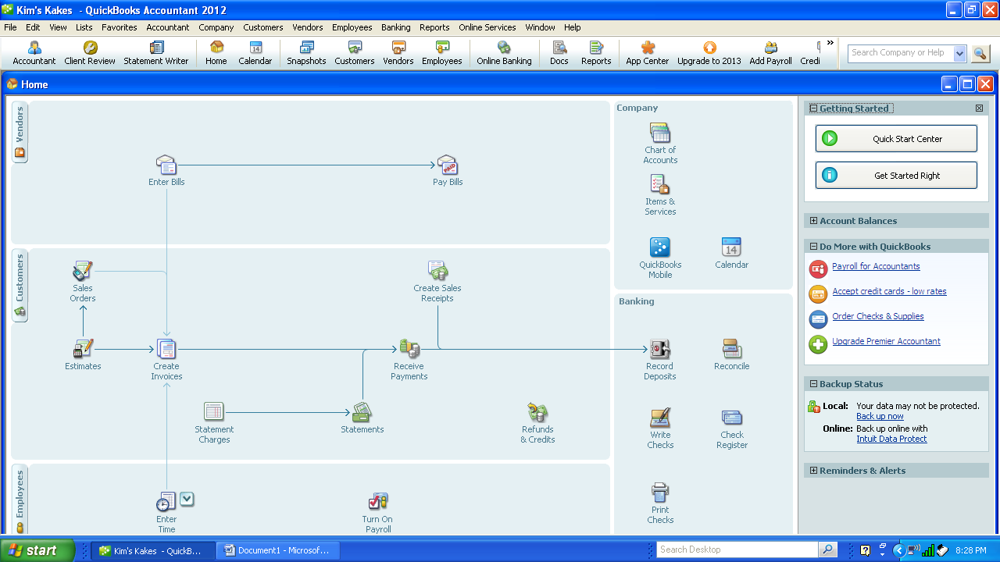 Kim's Kakes - QuickBooks Accountant 2012
File Edit View Lists Favorites Accountant Company Customers Vendors Employees Banking Reports Online Services Window Help
Accountant Client Review Statement Writer Home Calendar Snapshots Customers Vendors Employees Online Banking Docs Reports App Center Upgrade to 2013 Add Payroll Credi
Search Company or Help
Home
Vendors
Enter Bills
Pay Bills
Customers
Sales
Orders
Create Sales
Receipts
Estimates
Create
Invoices
Receive
Payments
Statement
Charges
Statements
Refunds
& Credits
Employees
Enter
Time
Turn On
Payroll
Company
Chart of
Accounts
Items &
Services
QuickBooks
Mobile
14
Calendar
Banking
Record
Deposits
Reconcile
Write
Checks
Check
Register
Print
Checks
Getting Started
Quick Start Center
Get Started Right
Account Balances
Do More with QuickBooks
Payroll for Accountants
Accept credit cards - low rates
Order Checks & Supplies
Upgrade Premier Accountant
Backup Status
Local: Your data may not be protected.
Back up now
Online: Back up online with
Intuit Data Protect
Reminders & Alerts
start Kim's Kakes - QuickB... Document1 - Microsof... Search Desktop 8:28 PM